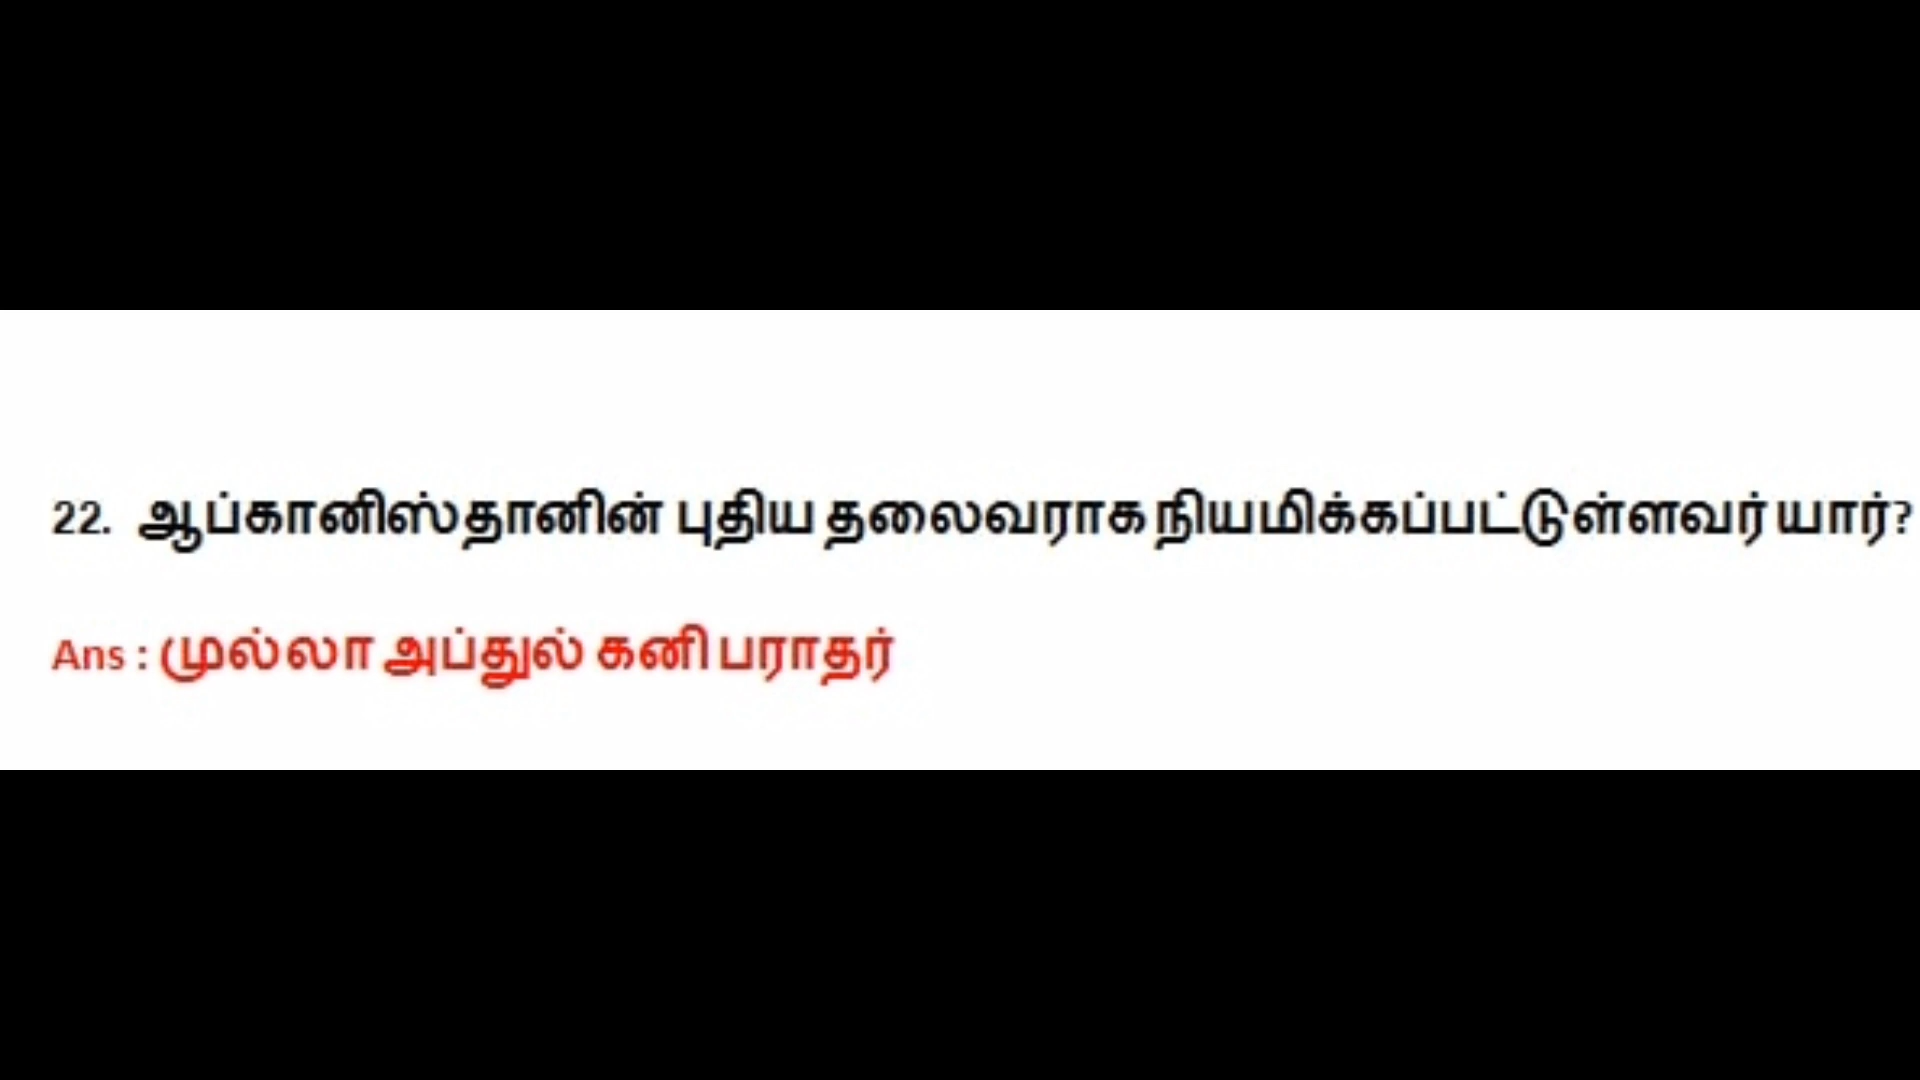 22. ஆப்கானிஸ்தானின் புதிய தலைவராக நியமிக்கப்பட்டுள்ளவர் யார்?
Ans : முல்லா அப்துல் கனி பராதர்